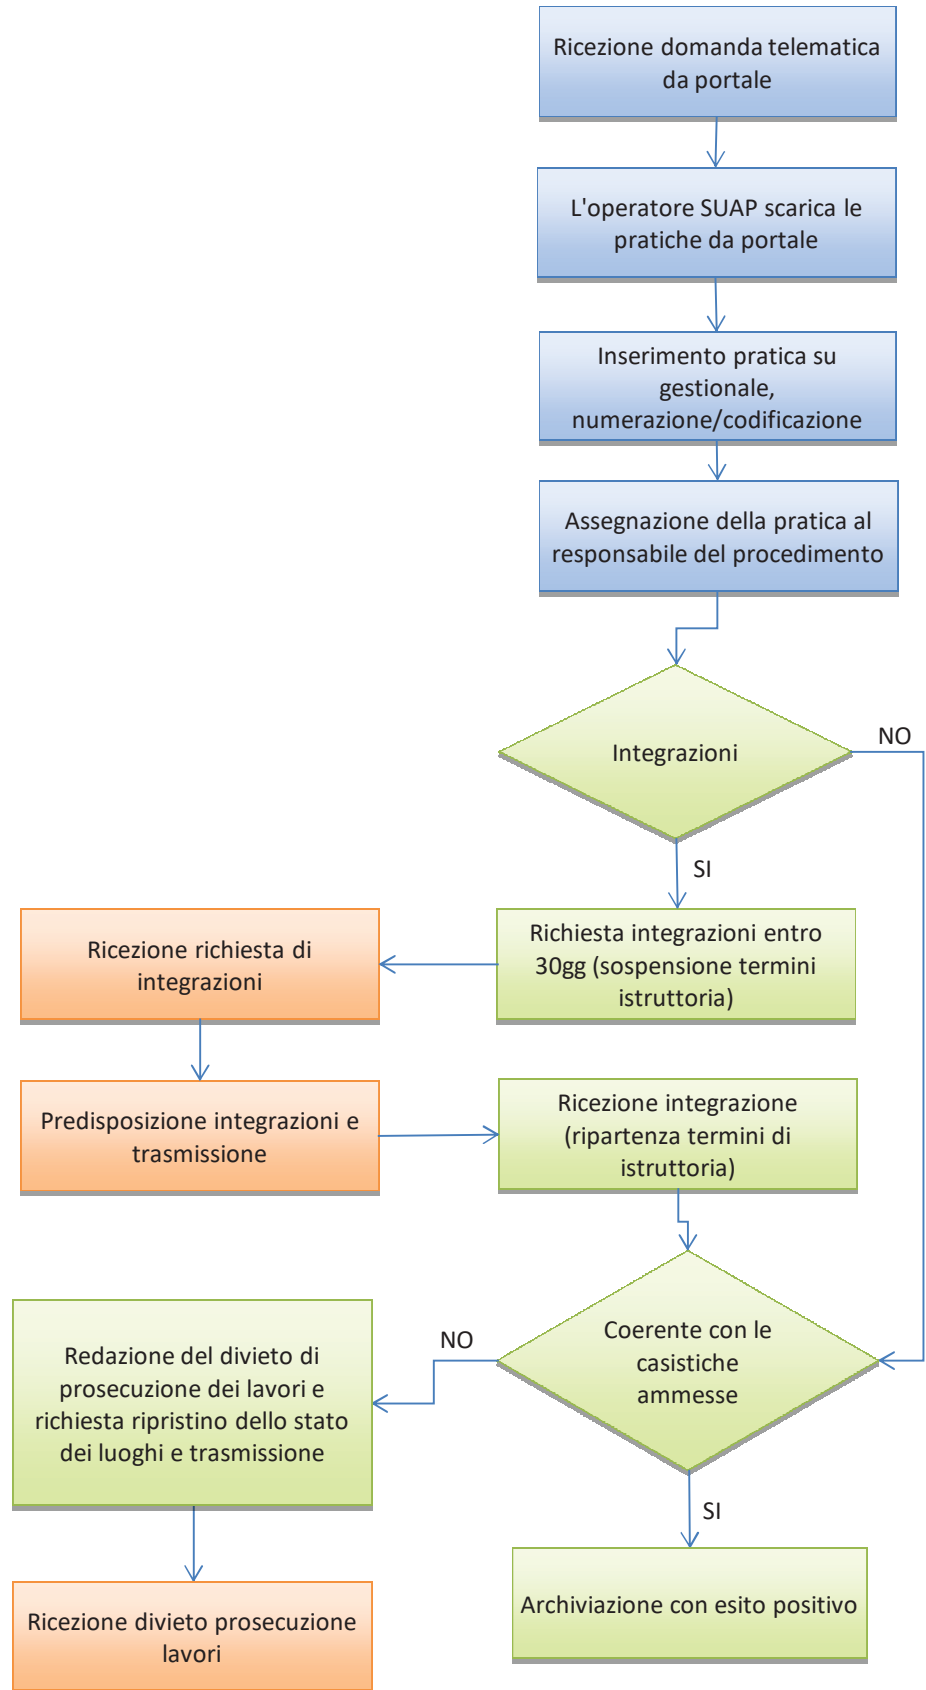 Ricezione domanda telematica
da portale
L'operatore SUAP scarica le
pratiche da portale
Inserimento pratica su
gestionale,
numerazione/codificazione
Assegnazione della pratica al
responsabile del procedimento
Integrazioni
NO
SI
Richiesta integrazioni entro
30gg (sospensione termini
istruttoria)
Ricezione richiesta di
integrazioni
Predisposizione integrazioni e
trasmissione
Ricezione integrazione
(ripartenza termini di
istruttoria)
Coerente con le
casistiche
ammesse
NO
Redazione del divieto di
prosecuzione dei lavori e
richiesta ripristino dello stato
dei luoghi e trasmissione
SI
Archiviazione con esito positivo
Ricezione divieto prosecuzione
lavori